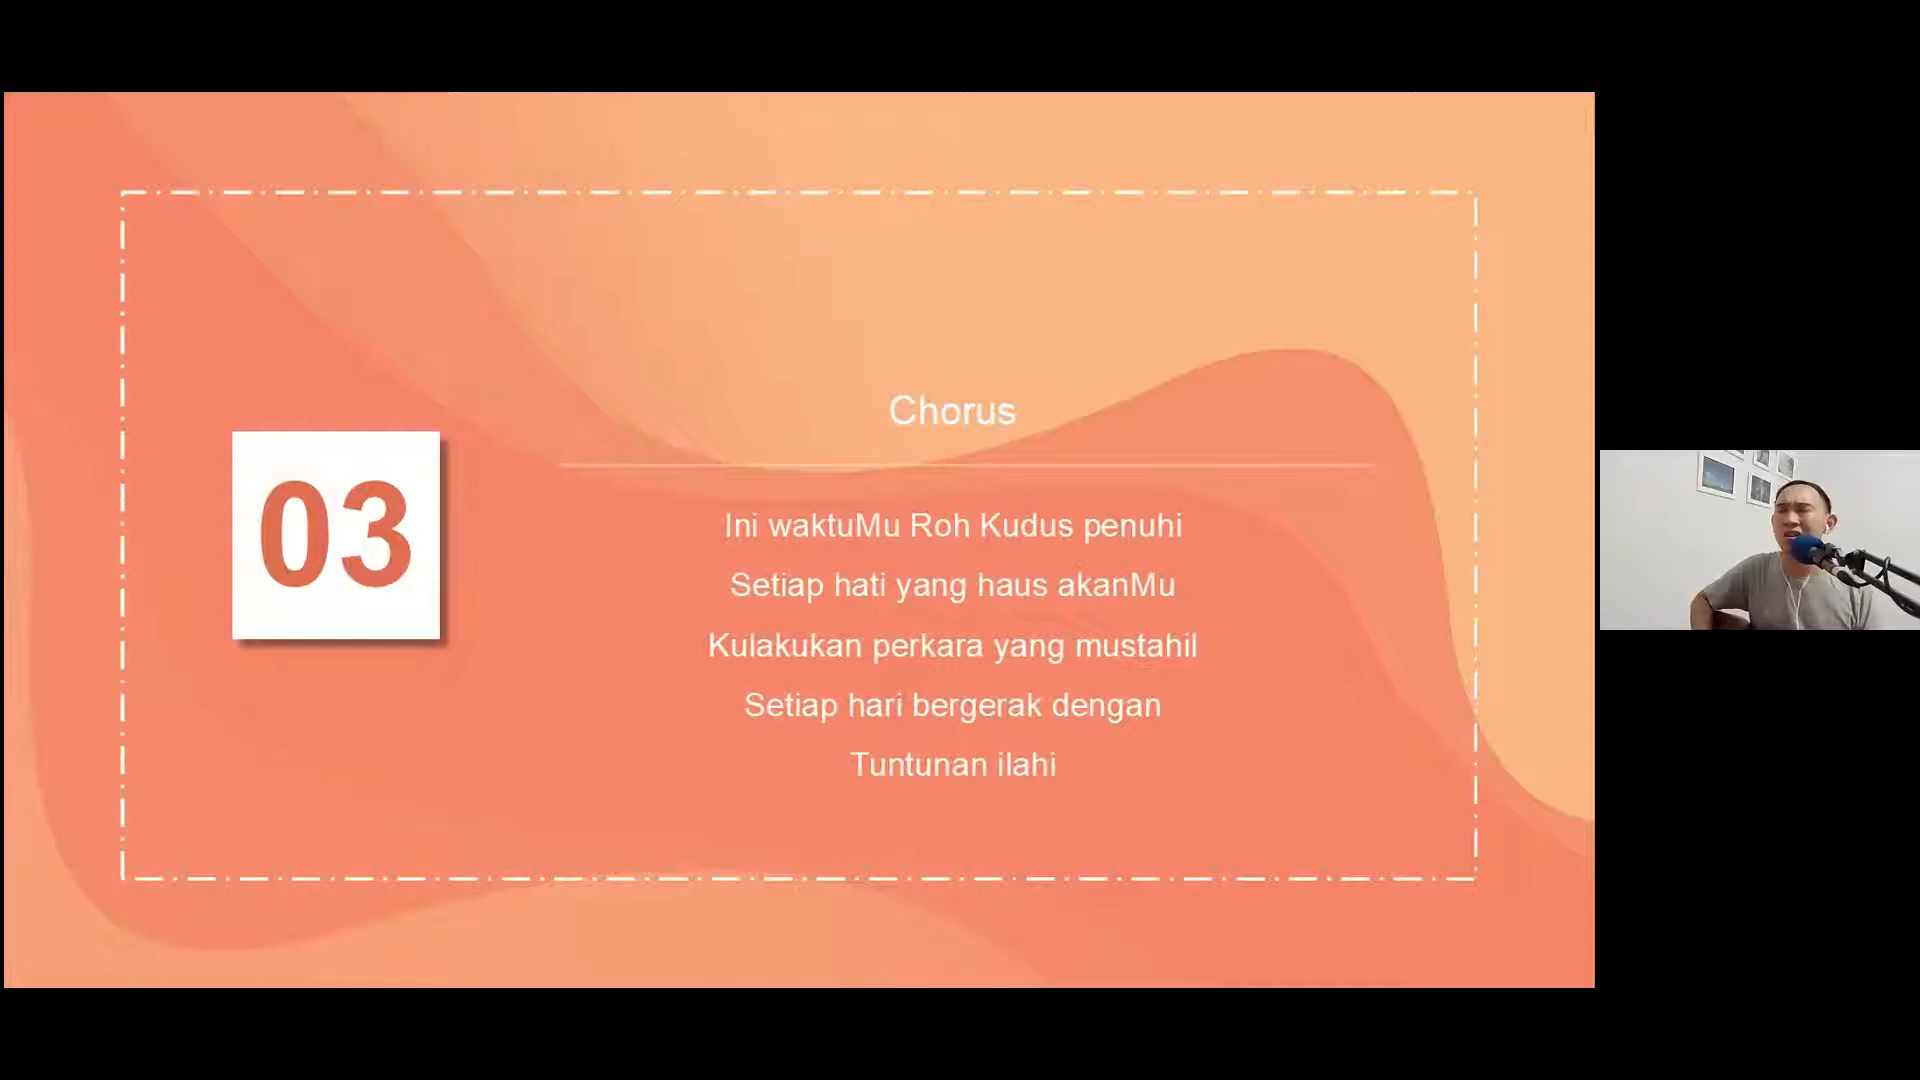 03
Chorus
Ini waktuMu Roh Kudus penuhi
Setiap hati yang haus akanMu
Kulakukan perkara yang mustahil
Setiap hari bergerak dengan
Tuntunan ilahi